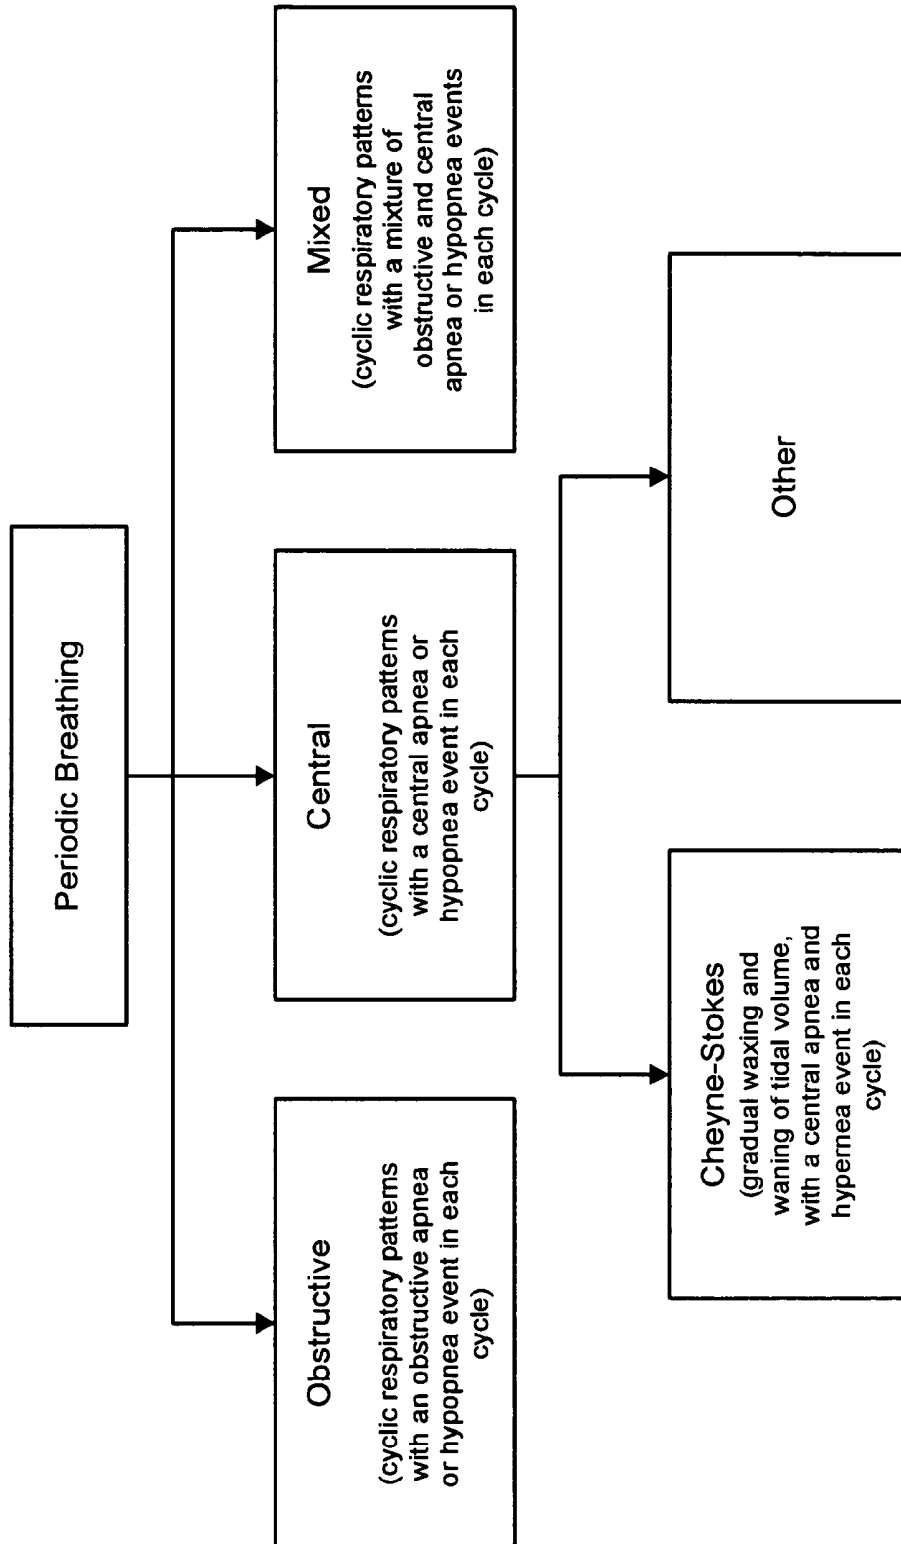 Periodic Breathing
Obstructive
(cyclic respiratory patterns
with an obstructive apnea
or hypopnea event in each
cycle)
Central
(cyclic respiratory patterns
with a central apnea or
hypopnea event in each
cycle)
Mixed
(cyclic respiratory patterns
with a mixture of
obstructive and central
apnea or hypopnea events
in each cycle)
Cheyne-Stokes
(gradual waxing and
waning of tidal volume,
with a central apnea and
hypernea event in each
cycle)
Other